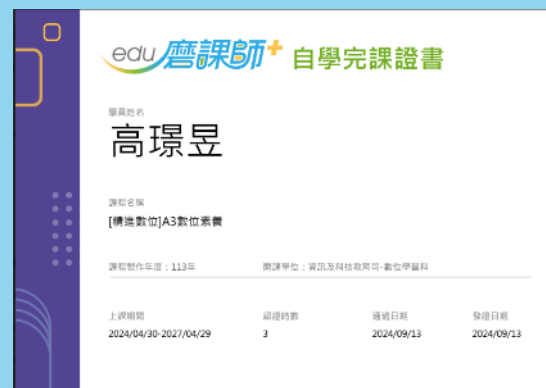 edu磨課師+ 自學完課證書
學員姓名
高璟昱
課程名稱
[精進數位]A3數位素養
課程製作年度：113年 開課單位：資訊及科技教育司-數位學習科
上課期間 認證時數 通過日期 發證日期
2024/04/30-2027/04/29 3 2024/09/13 2024/09/13